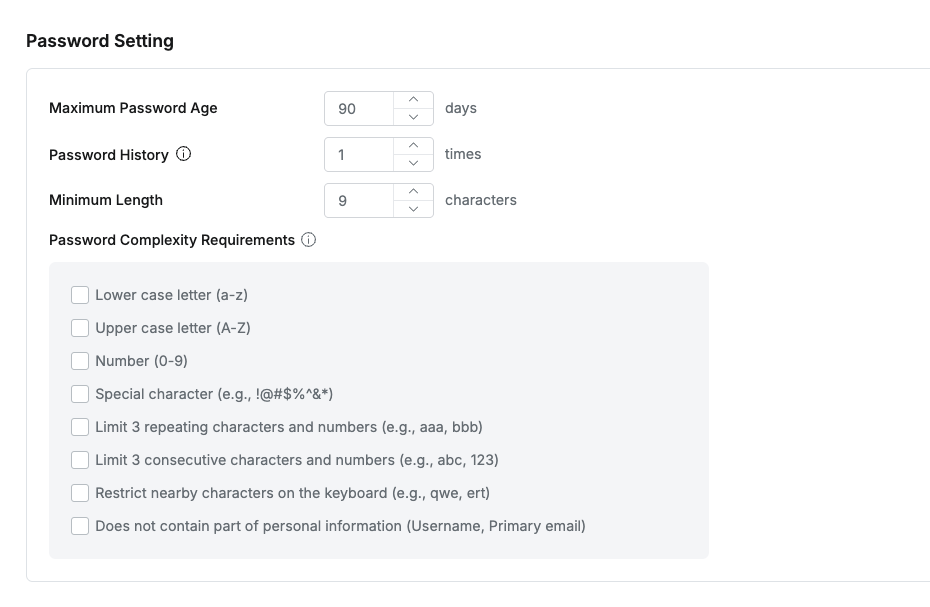 Password Setting
Maximum Password Age 90 days
Password History 1 times
Minimum Length 9 characters
Password Complexity Requirements
Lower case letter (a-z)
Upper case letter (A-Z)
Number (0-9)
Special character (e.g., !@#$%^&*)
Limit 3 repeating characters and numbers (e.g., aaa, bbb)
Limit 3 consecutive characters and numbers (e.g., abc, 123)
Restrict nearby characters on the keyboard (e.g., qwe, ert)
Does not contain part of personal information (Username, Primary email)